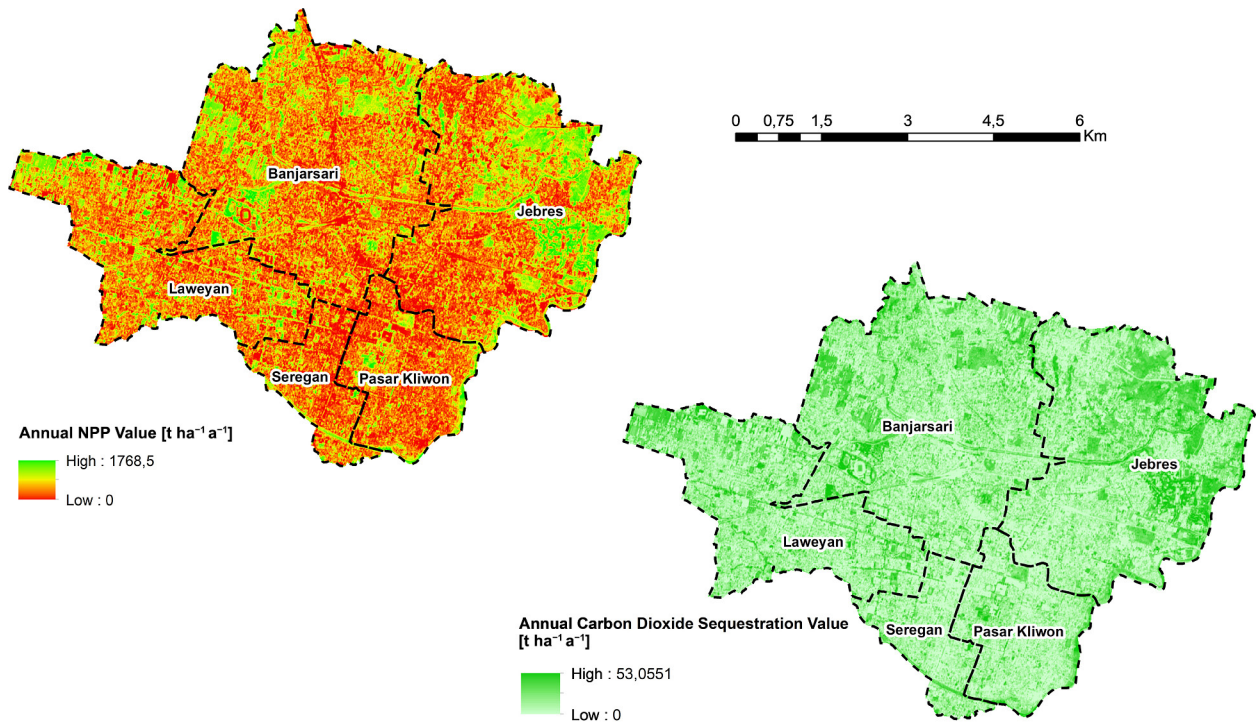 Banjarsari
Jebres
Laweyan
Seregan
Pasar Kliwon
Annual NPP Value [t ha⁻¹ a⁻¹]
High : 1768,5
Low : 0
0 0,75 1,5 3 4,5 6
Km
Banjarsari
Jebres
Laweyan
Seregan
Pasar Kliwon
Annual Carbon Dioxide Sequestration Value
[t ha⁻¹ a⁻¹]
High : 53,0551
Low : 0